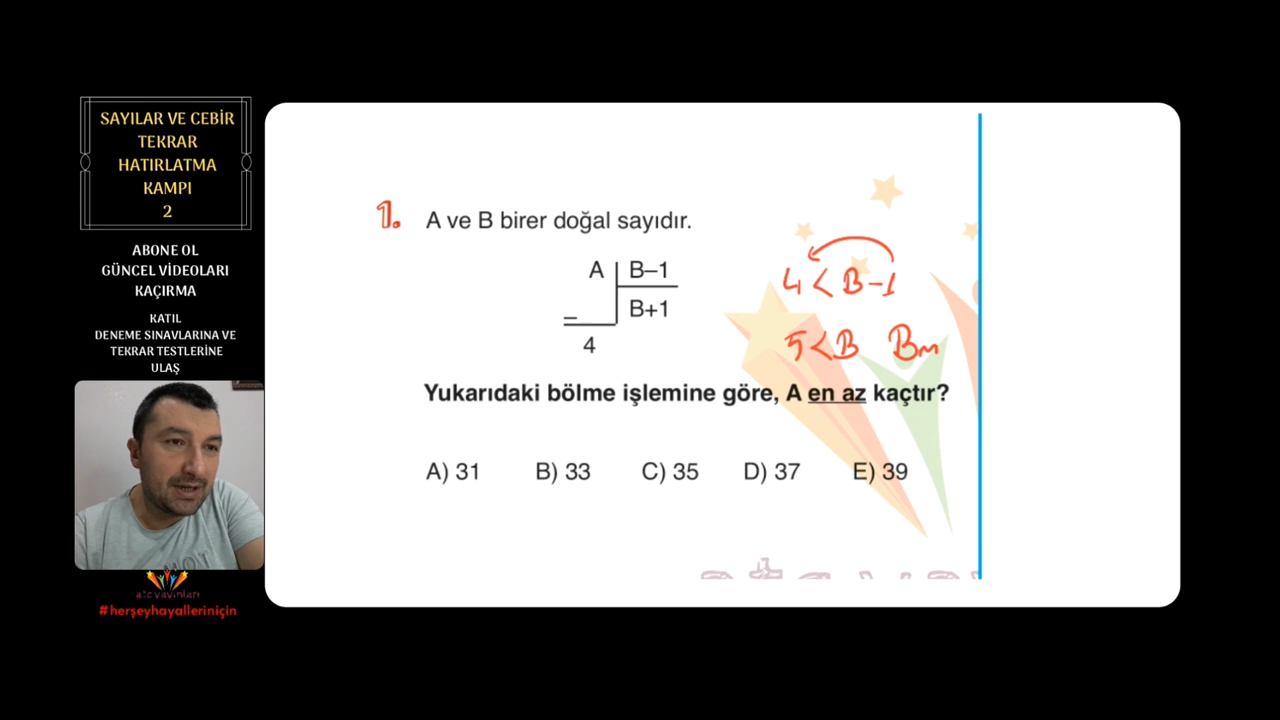 SAYILAR VE CEBİR
TEKRAR
HATIRLATMA
KAMPI
2
ABONE OL
GÜNCEL VİDEOLARI
KAÇIRMA
KATIL
DENEME SINAVLARINA VE
TEKRAR TESTLERİNE
ULAŞ
#herşeyhayalleriniçin
1. A ve B birer doğal sayıdır.
A B–1
B+1
–
4
4 < B-1
5 < B Bm
Yukarıdaki bölme işlemine göre, A en az kaçtır?
A) 31 B) 33 C) 35 D) 37 E) 39